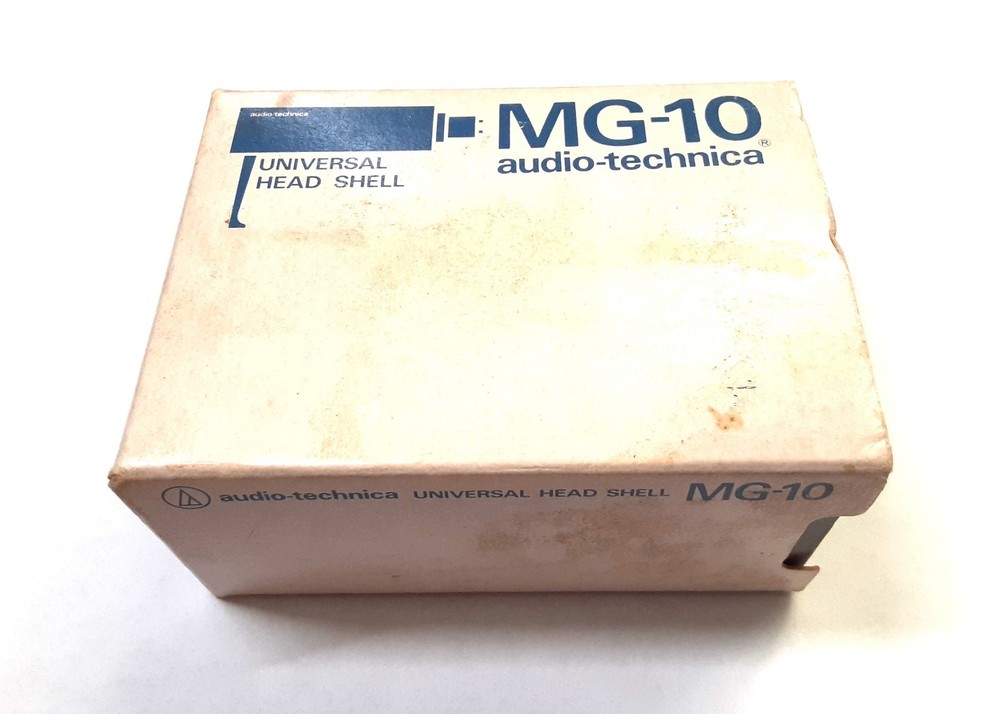 audio-technica
UNIVERSAL
HEAD SHELL
MG-10
audio-technica®
audio-technica UNIVERSAL HEAD SHELL MG-10